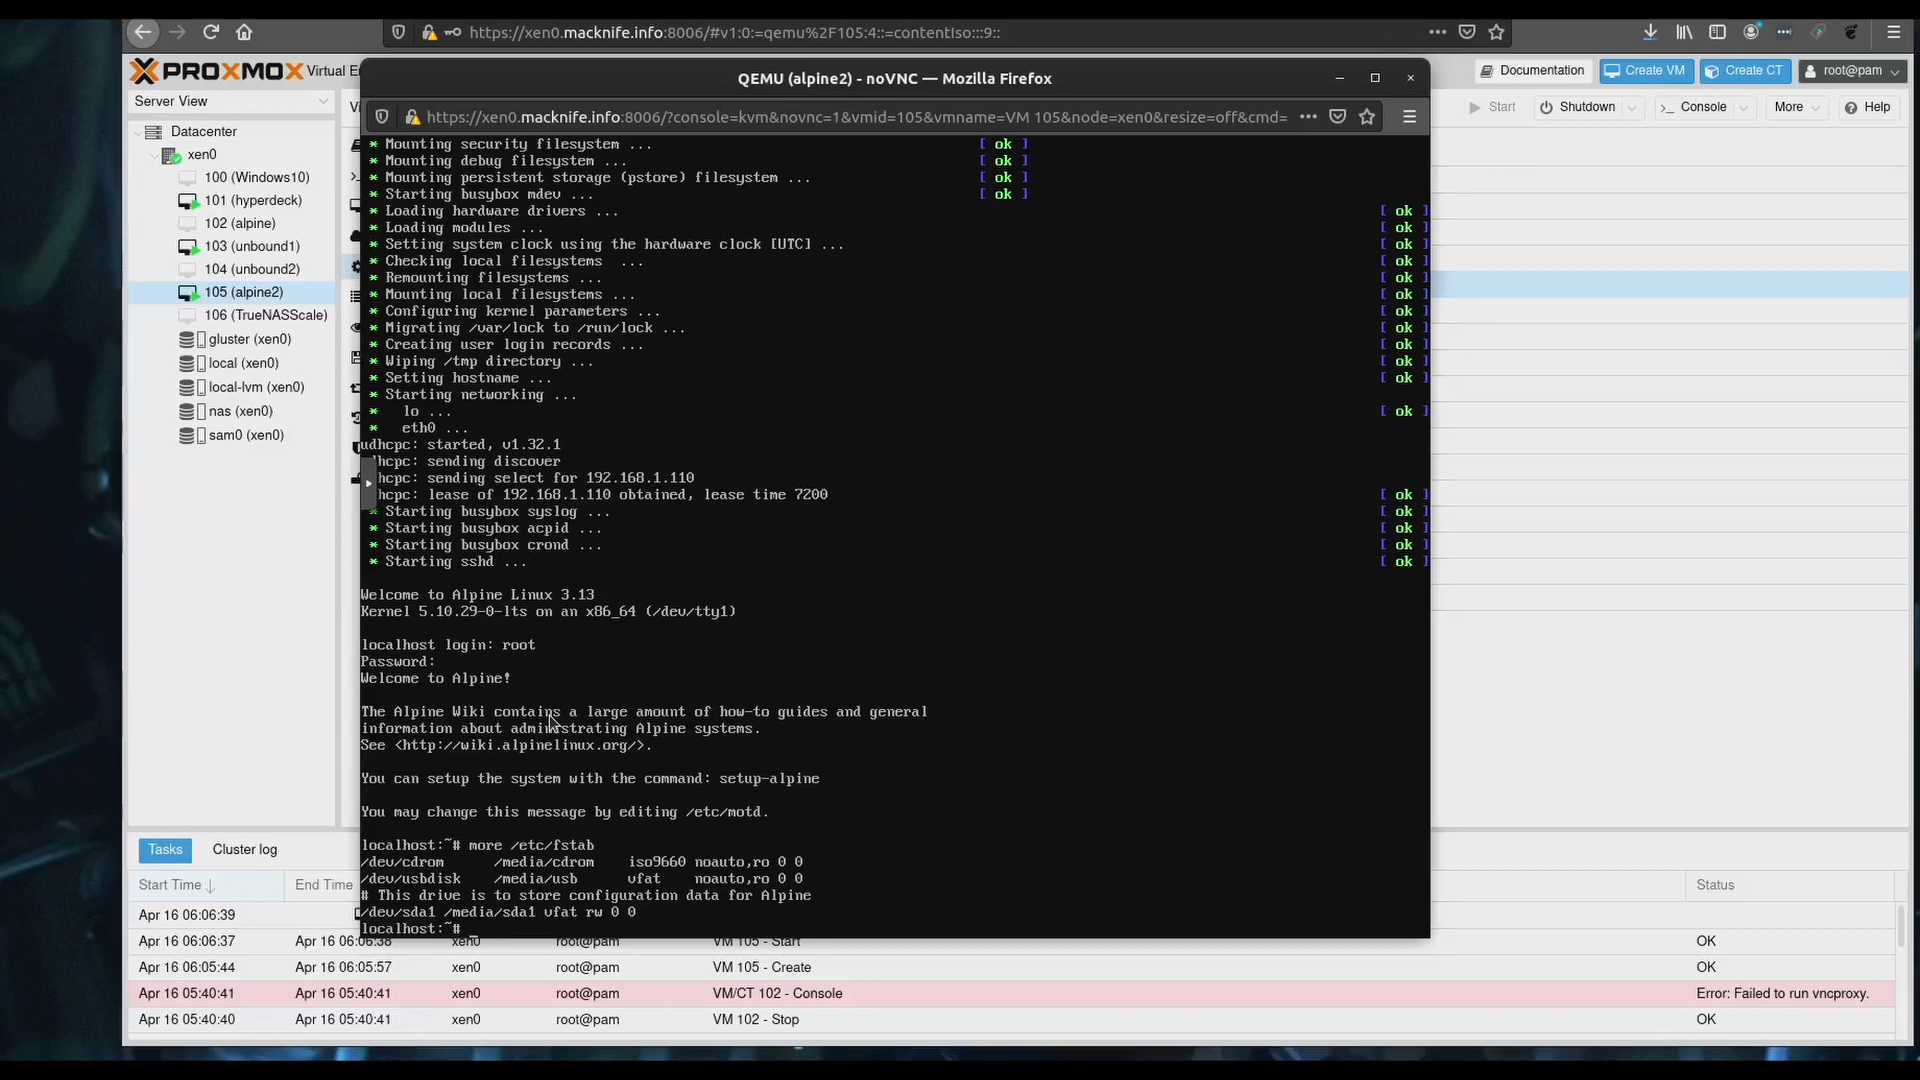 https://xen0.macknife.info:8006/#v1:0:=qemu%2F105:4::=contentIso:::9::
PROXMOX Virtual En
Documentation
Create VM
Create CT
root@pam
Server View
Start
Shutdown
Console
More
Help
Datacenter
xen0
100 (Windows10)
101 (hyperdeck)
102 (alpine)
103 (unbound1)
104 (unbound2)
105 (alpine2)
106 (TrueNASScale)
gluster (xen0)
local (xen0)
local-lvm (xen0)
nas (xen0)
sam0 (xen0)
QEMU (alpine2) - noVNC — Mozilla Firefox
https://xen0.macknife.info:8006/?console=kvm&novnc=1&vmid=105&vmname=VM 105&node=xen0&resize=off&cmd=
* Mounting security filesystem ... [ ok ]
* Mounting debug filesystem ... [ ok ]
* Mounting persistent storage (pstore) filesystem ... [ ok ]
* Starting busybox mdev ... [ ok ]
* Loading hardware drivers ... [ ok ]
* Loading modules ... [ ok ]
* Setting system clock using the hardware clock [UTC] ... [ ok ]
* Checking local filesystems ... [ ok ]
* Remounting filesystems ... [ ok ]
* Mounting local filesystems ... [ ok ]
* Configuring kernel parameters ... [ ok ]
* Migrating /var/lock to /run/lock ... [ ok ]
* Creating user login records ... [ ok ]
* Wiping /tmp directory ... [ ok ]
* Setting hostname ... [ ok ]
* Starting networking ...
* lo ... [ ok ]
* eth0 ...
udhcpc: started, v1.32.1
dhcpc: sending discover
hcpc: sending select for 192.168.1.110
hcpc: lease of 192.168.1.110 obtained, lease time 7200 [ ok ]
* Starting busybox syslog ... [ ok ]
* Starting busybox acpid ... [ ok ]
* Starting busybox crond ... [ ok ]
* Starting sshd ... [ ok ]
Welcome to Alpine Linux 3.13
Kernel 5.10.29-0-lts on an x86_64 (/dev/tty1)
localhost login: root
Password:
Welcome to Alpine!
The Alpine Wiki contains a large amount of how-to guides and general
information about administrating Alpine systems.
See <http://wiki.alpinelinux.org/>.
You can setup the system with the command: setup-alpine
You may change this message by editing /etc/motd.
localhost:~# more /etc/fstab
/dev/cdrom /media/cdrom iso9660 noauto,ro 0 0
/dev/usbdisk /media/usb vfat noauto,ro 0 0
# This drive is to store configuration data for Alpine
/dev/sda1 /media/sda1 vfat rw 0 0
localhost:~# _
Tasks
Cluster log
Start Time End Time Status
Apr 16 06:06:39
Apr 16 06:06:37 Apr 16 06:06:38 xen0 root@pam VM 105 - Start OK
Apr 16 06:05:44 Apr 16 06:05:57 xen0 root@pam VM 105 - Create OK
Apr 16 05:40:41 Apr 16 05:40:41 xen0 root@pam VM/CT 102 - Console Error: Failed to run vncproxy.
Apr 16 05:40:40 Apr 16 05:40:41 xen0 root@pam VM 102 - Stop OK